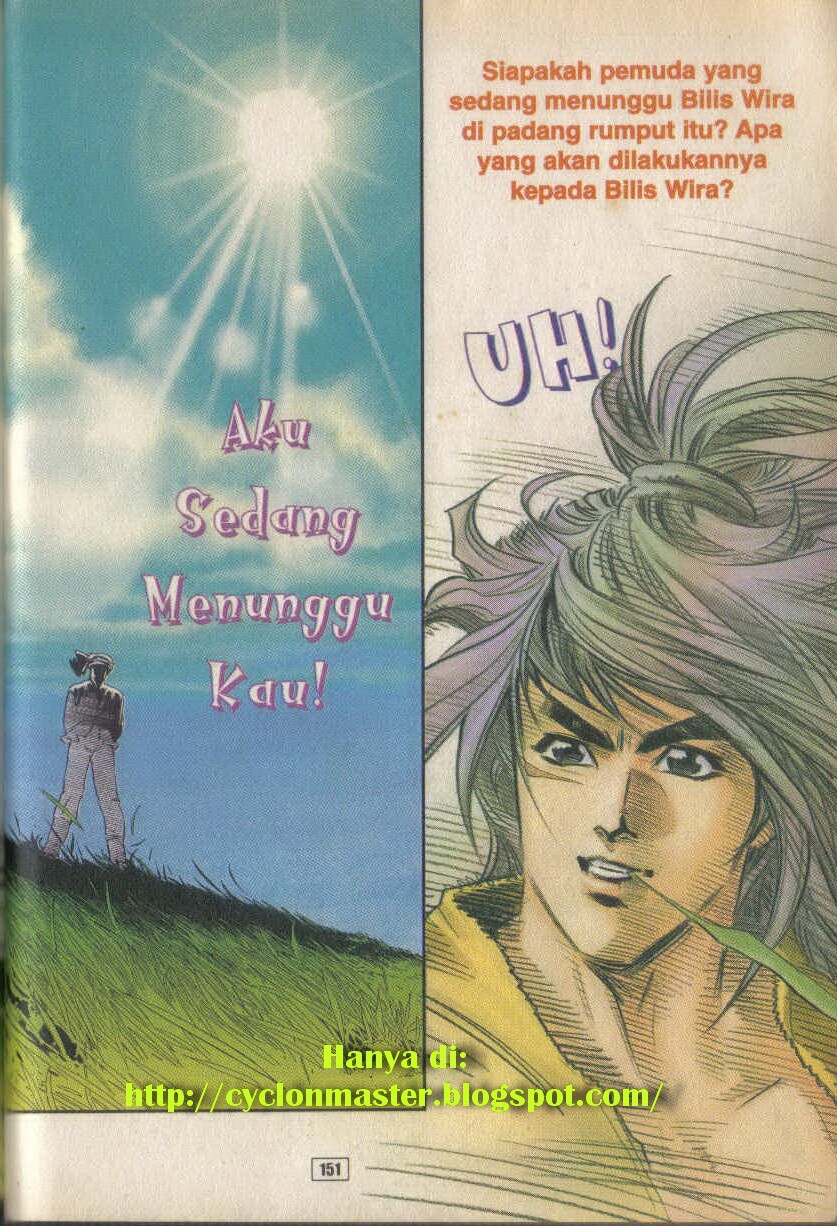 Aku
Sedang
Menunggu
Kau!
Siapakah pemuda yang
sedang menunggu Bilis Wira
di padang rumput itu? Apa
yang akan dilakukannya
kepada Bilis Wira?
UH!
Hanya di:
http://cyclonmaster.blogspot.com/
151